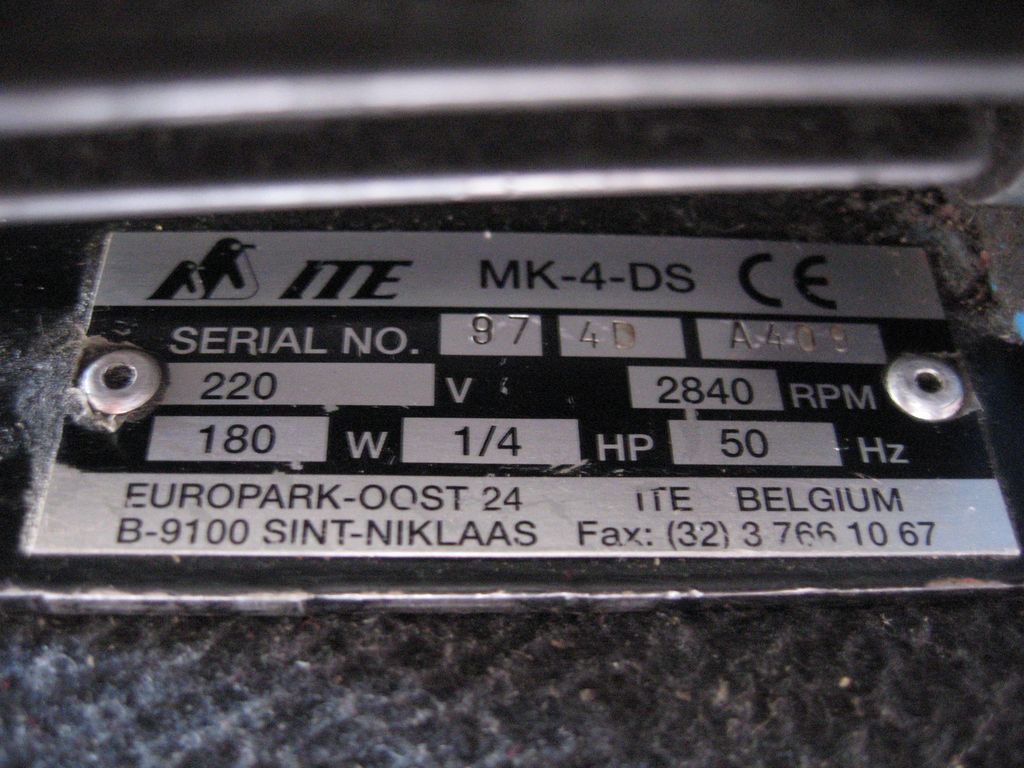 ITE MK-4-DS CE
SERIAL NO. 97 4D A409
220 V 2840 RPM
180 W 1/4 HP 50 Hz
EUROPARK-OOST 24 ITE BELGIUM
B-9100 SINT-NIKLAAS Fax: (32) 3 766 10 67